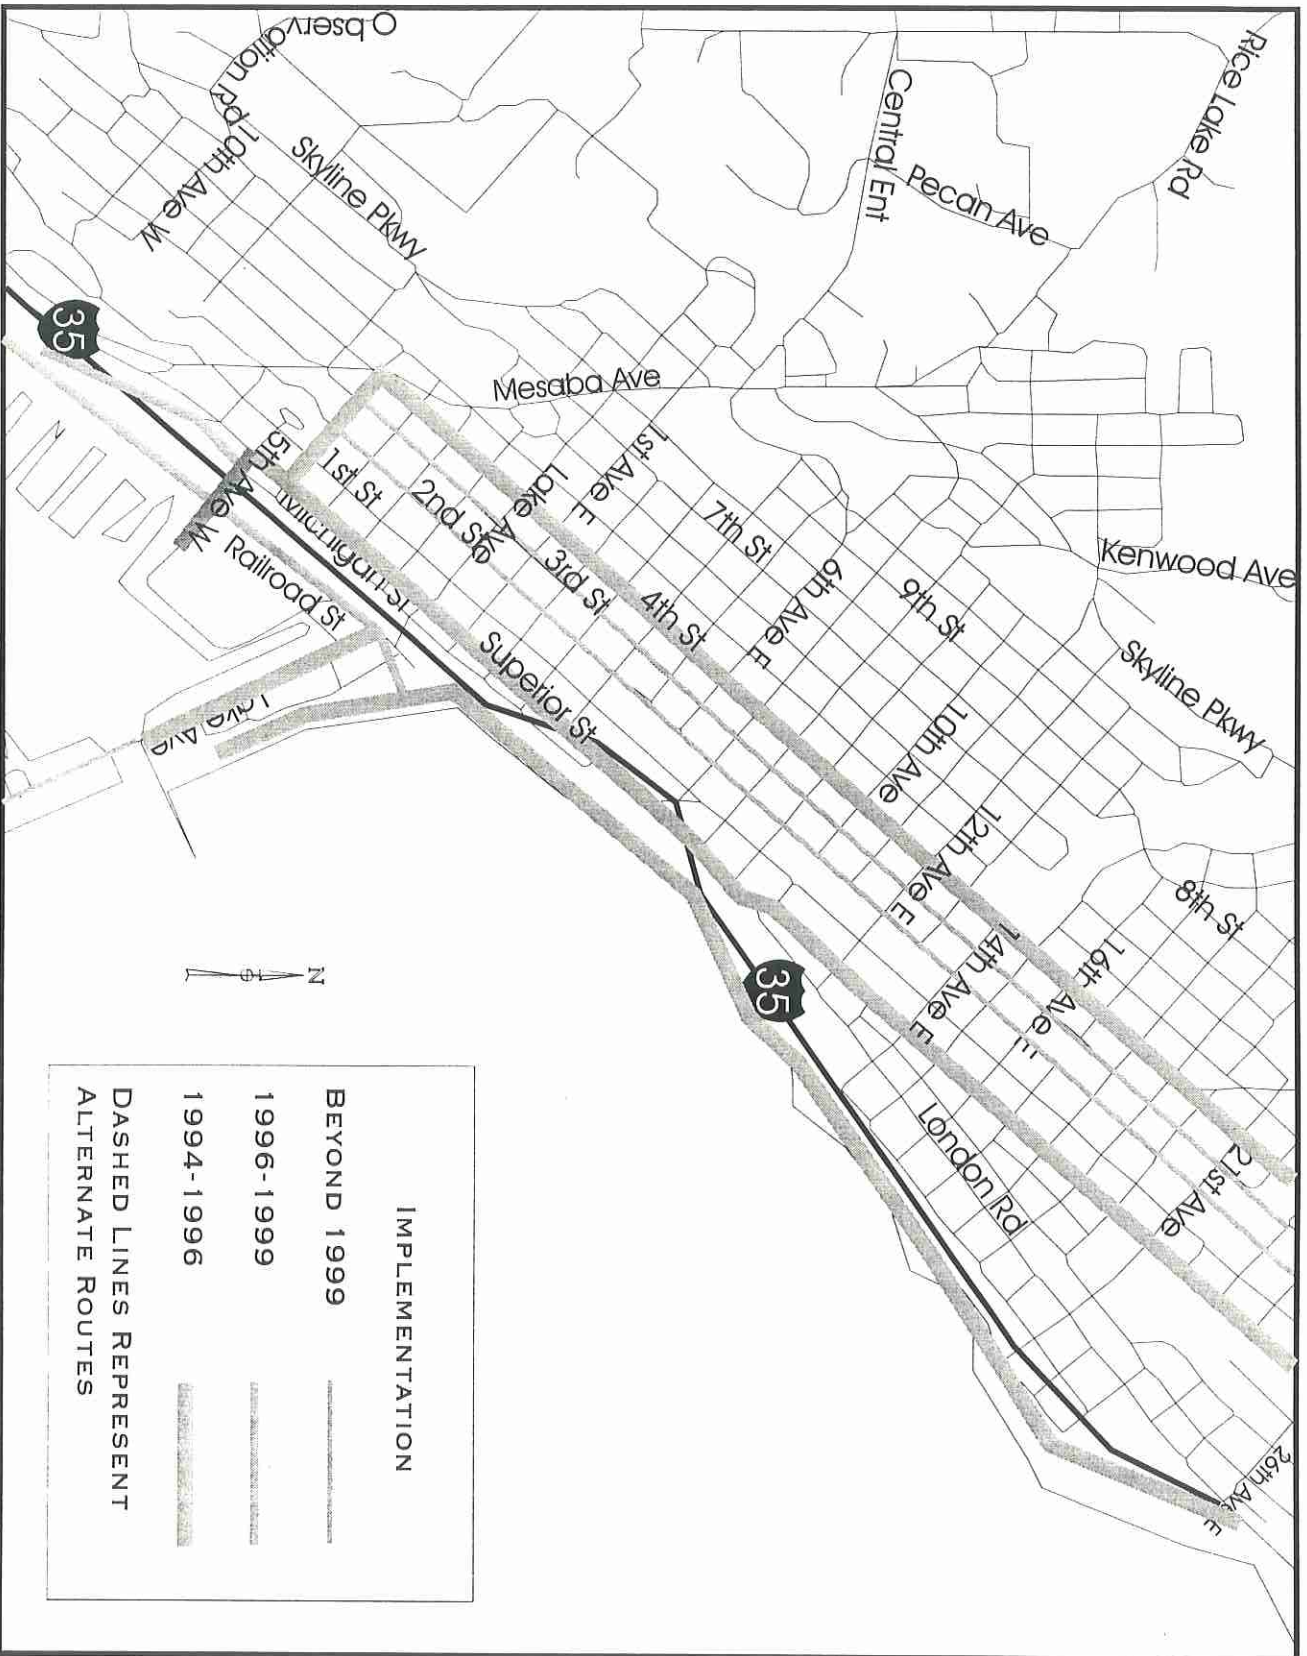 Observ
ation Rd
10th Ave W
Skyline Pkwy
Central Ent
Pecan Ave
Rice Lake Rd
35
Mesaba Ave
5th Ave W
1st St
2nd St
Lake Ave
1st Ave E
3rd St
4th St
7th St
6th Ave E
9th St
Kenwood Ave
Skyline Pkwy
Michigan St
Railroad St
Superior St
Lake Ave
10th Ave
12th Ave E
14th Ave E
16th Ave E
8th St
35
London Rd
21st Ave
26th Ave E
N
IMPLEMENTATION
BEYOND 1999
1996-1999
1994-1996
DASHED LINES REPRESENT
ALTERNATE ROUTES